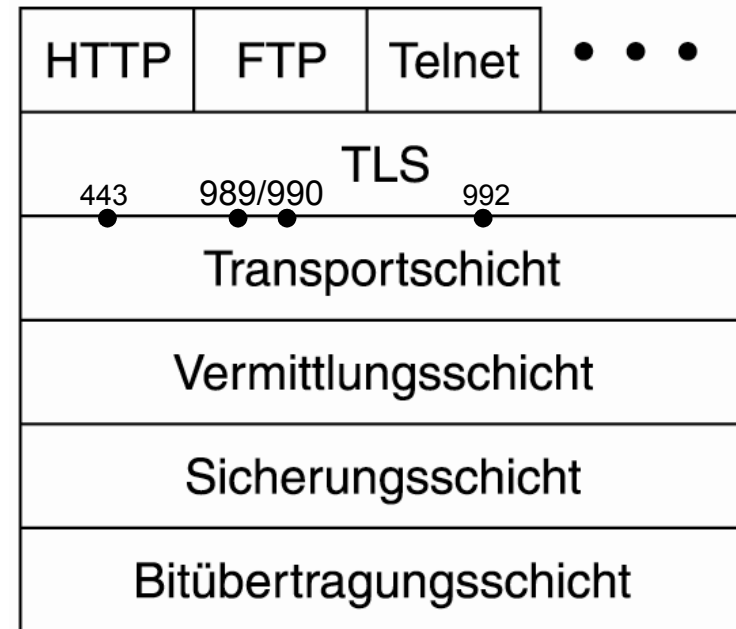 HTTP FTP Telnet • • •
TLS
443 989/990 992
Transportschicht
Vermittlungsschicht
Sicherungsschicht
Bitübertragungsschicht